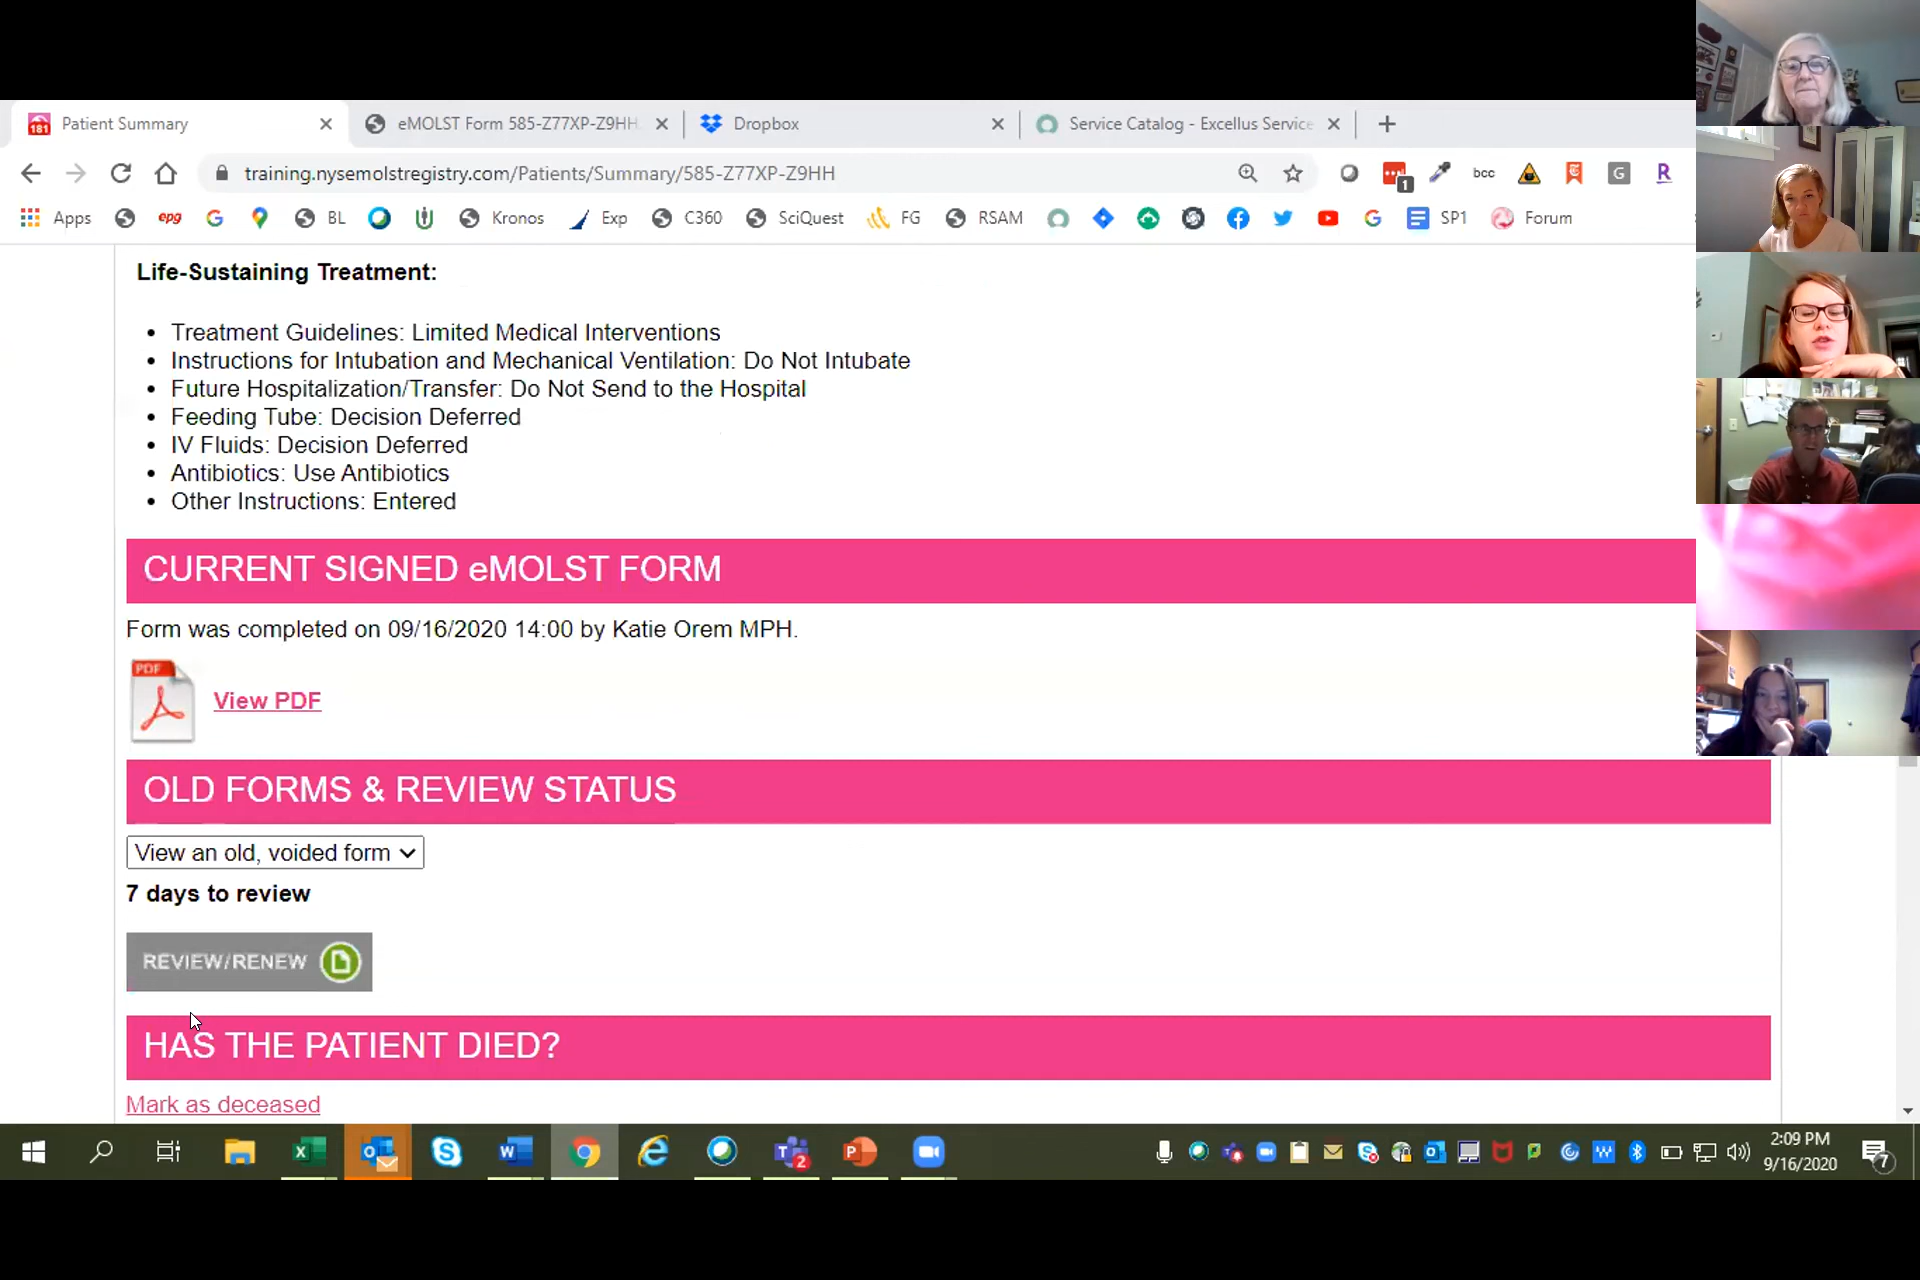 Patient Summary
eMOLST Form 585-Z77XP-Z9HH
Dropbox
Service Catalog - Excellus Service
training.nysemolstregistry.com/Patients/Summary/585-Z77XP-Z9HH
1
bcc
G
R
Apps
epg
BL
Kronos
Exp
C360
SciQuest
FG
RSAM
SP1
Forum
Life-Sustaining Treatment:
• Treatment Guidelines: Limited Medical Interventions
• Instructions for Intubation and Mechanical Ventilation: Do Not Intubate
• Future Hospitalization/Transfer: Do Not Send to the Hospital
• Feeding Tube: Decision Deferred
• IV Fluids: Decision Deferred
• Antibiotics: Use Antibiotics
• Other Instructions: Entered
CURRENT SIGNED eMOLST FORM
Form was completed on 09/16/2020 14:00 by Katie Orem MPH.
PDF
View PDF
OLD FORMS & REVIEW STATUS
View an old, voided form
7 days to review
REVIEW/RENEW
HAS THE PATIENT DIED?
Mark as deceased
2:09 PM
9/16/2020
7